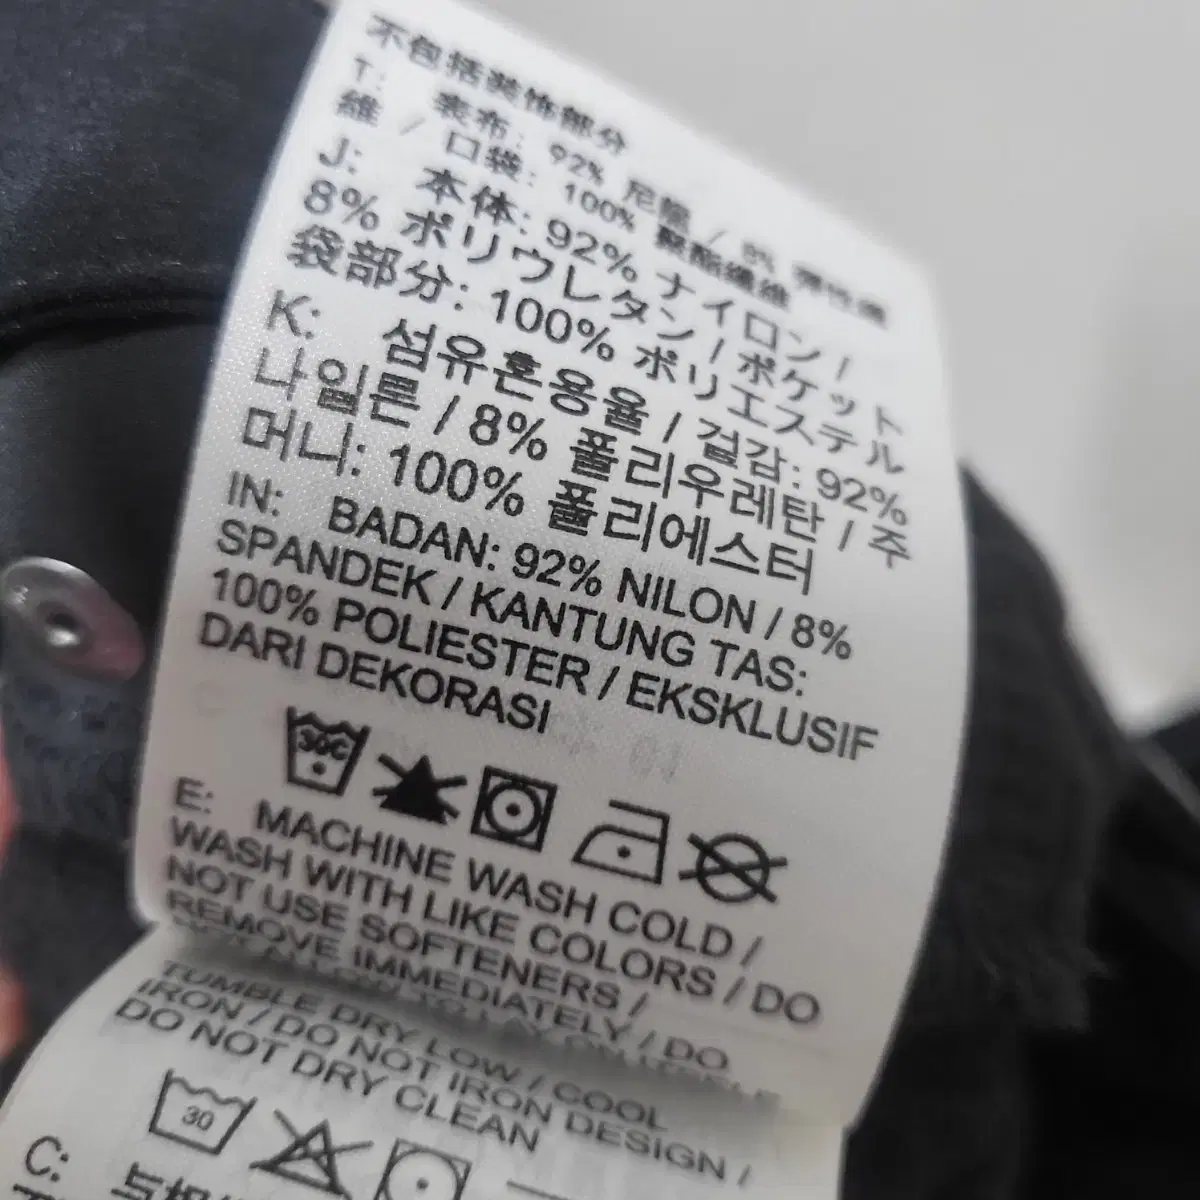 不包括装饰部分
T: 表布: 92% 尼龍 / 8% 彈性纖
維 / 口袋: 100% 聚酯纖維
J: 本体: 92% ナイロン /
8% ポリウレタン / ポケット
袋部分: 100% ポリエステル
K: 섬유혼용율 / 겉감: 92%
나일론 / 8% 폴리우레탄 / 주
머니: 100% 폴리에스터
IN: BADAN: 92% NILON / 8%
SPANDEK / KANTUNG TAS:
100% POLIESTER / EKSKLUSIF
DARI DEKORASI
30C
E: MACHINE WASH COLD /
WASH WITH LIKE COLORS / DO
NOT USE SOFTENERS /
REMOVE IMMEDIATELY / DO
TUMBLE DRY LOW / COOL
IRON / DO NOT IRON DESIGN /
DO NOT DRY CLEAN
30
C: